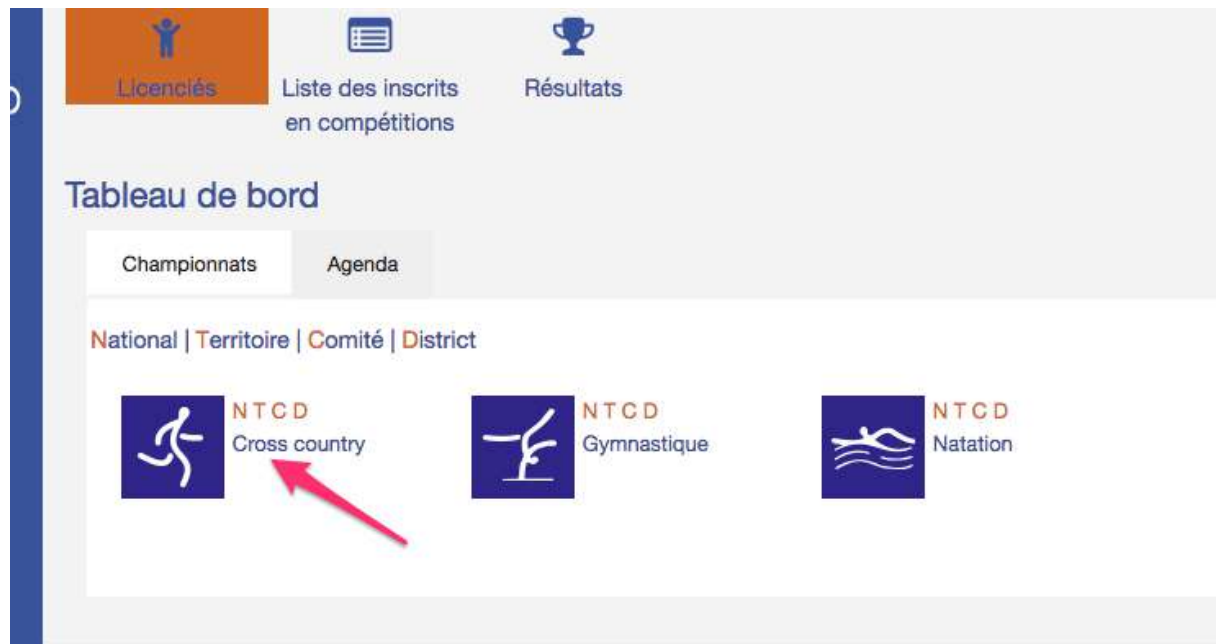 Licenciés
Liste des inscrits
en compétitions
Résultats
Tableau de bord
Championnats
Agenda
National | Territoire | Comité | District
N T C D
Cross country
N T C D
Gymnastique
N T C D
Natation